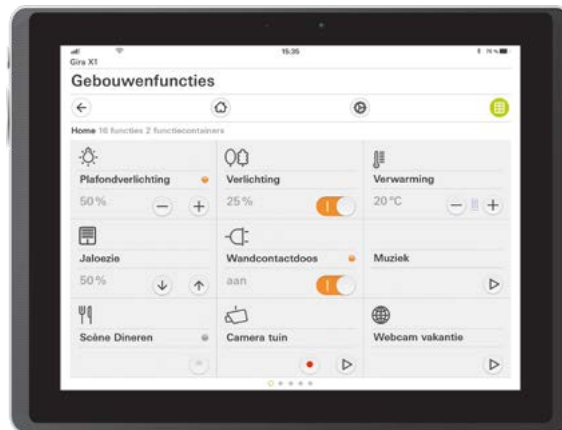 15:35
76 %
Gira X1
Gebouwenfuncties
Home 16 functies 2 functiecontainers
Plafondverlichting
Verlichting
Verwarming
50 %
25 %
20 °C
Jaloezie
Wandcontactdoos
Muziek
50 %
aan
Scène Dineren
Camera tuin
Webcam vakantie